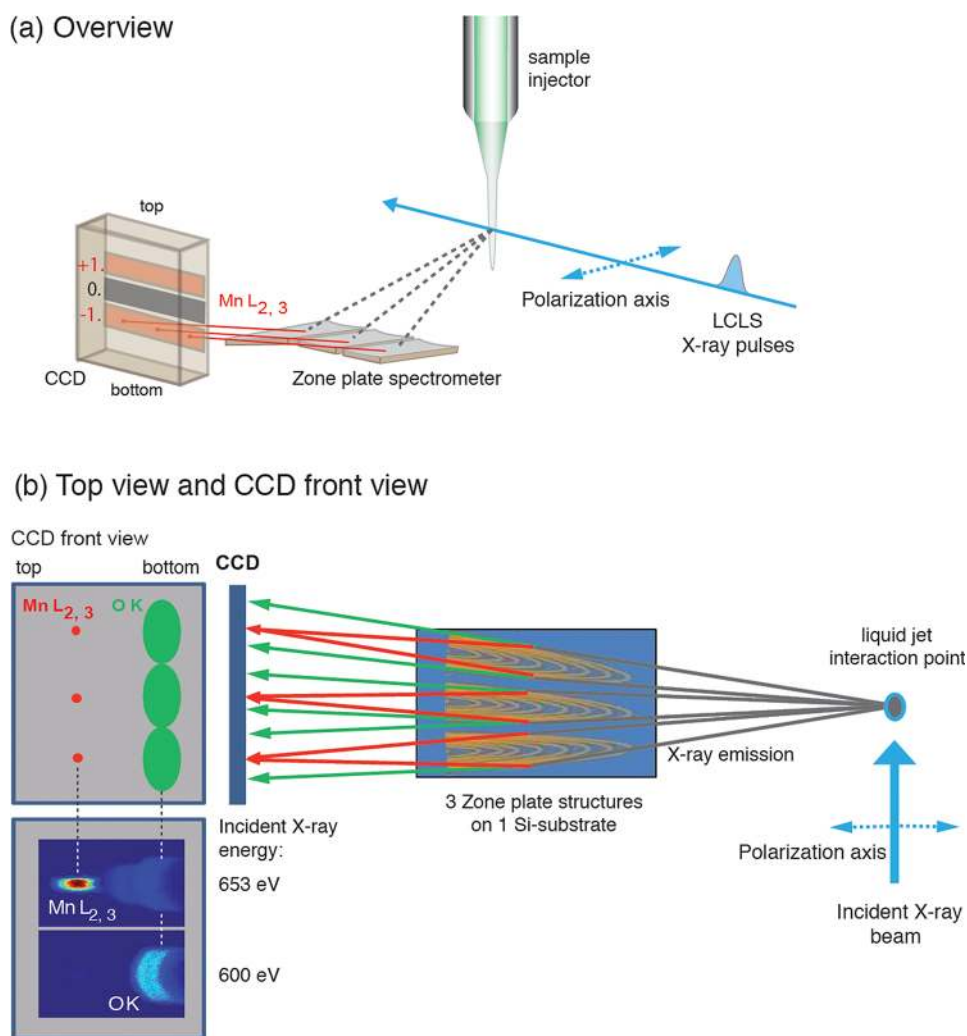 (a) Overview
sample
injector
top
+1.
0.
-1.
Mn L2, 3
Polarization axis
LCLS
X-ray pulses
CCD
bottom
Zone plate spectrometer
(b) Top view and CCD front view
CCD front view
top
bottom
CCD
Mn L2, 3
O K
liquid jet
interaction point
X-ray emission
3 Zone plate structures
on 1 Si-substrate
Polarization axis
Incident X-ray
beam
Incident X-ray
energy:
653 eV
Mn L2, 3
600 eV
OK